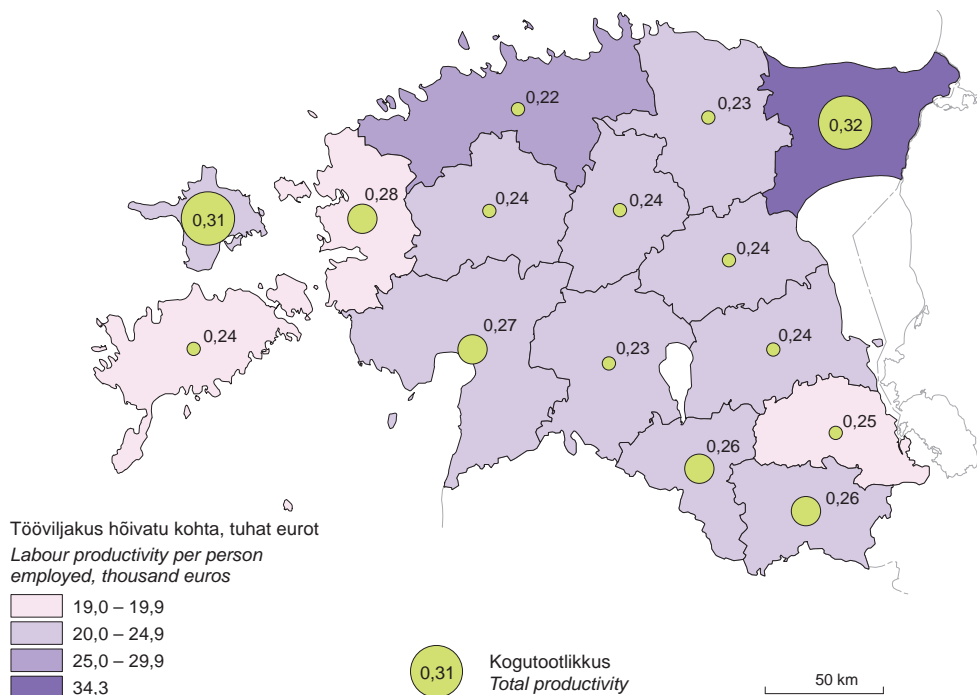 0,22
0,23
0,32
0,28
0,31
0,24
0,24
0,24
0,24
0,27
0,23
0,24
0,25
0,26
0,26
Tööviljakus hõivatu kohta, tuhat eurot
Labour productivity per person
employed, thousand euros
19,0 – 19,9
20,0 – 24,9
25,0 – 29,9
34,3
0,31
Kogutootlikkus
Total productivity
50 km